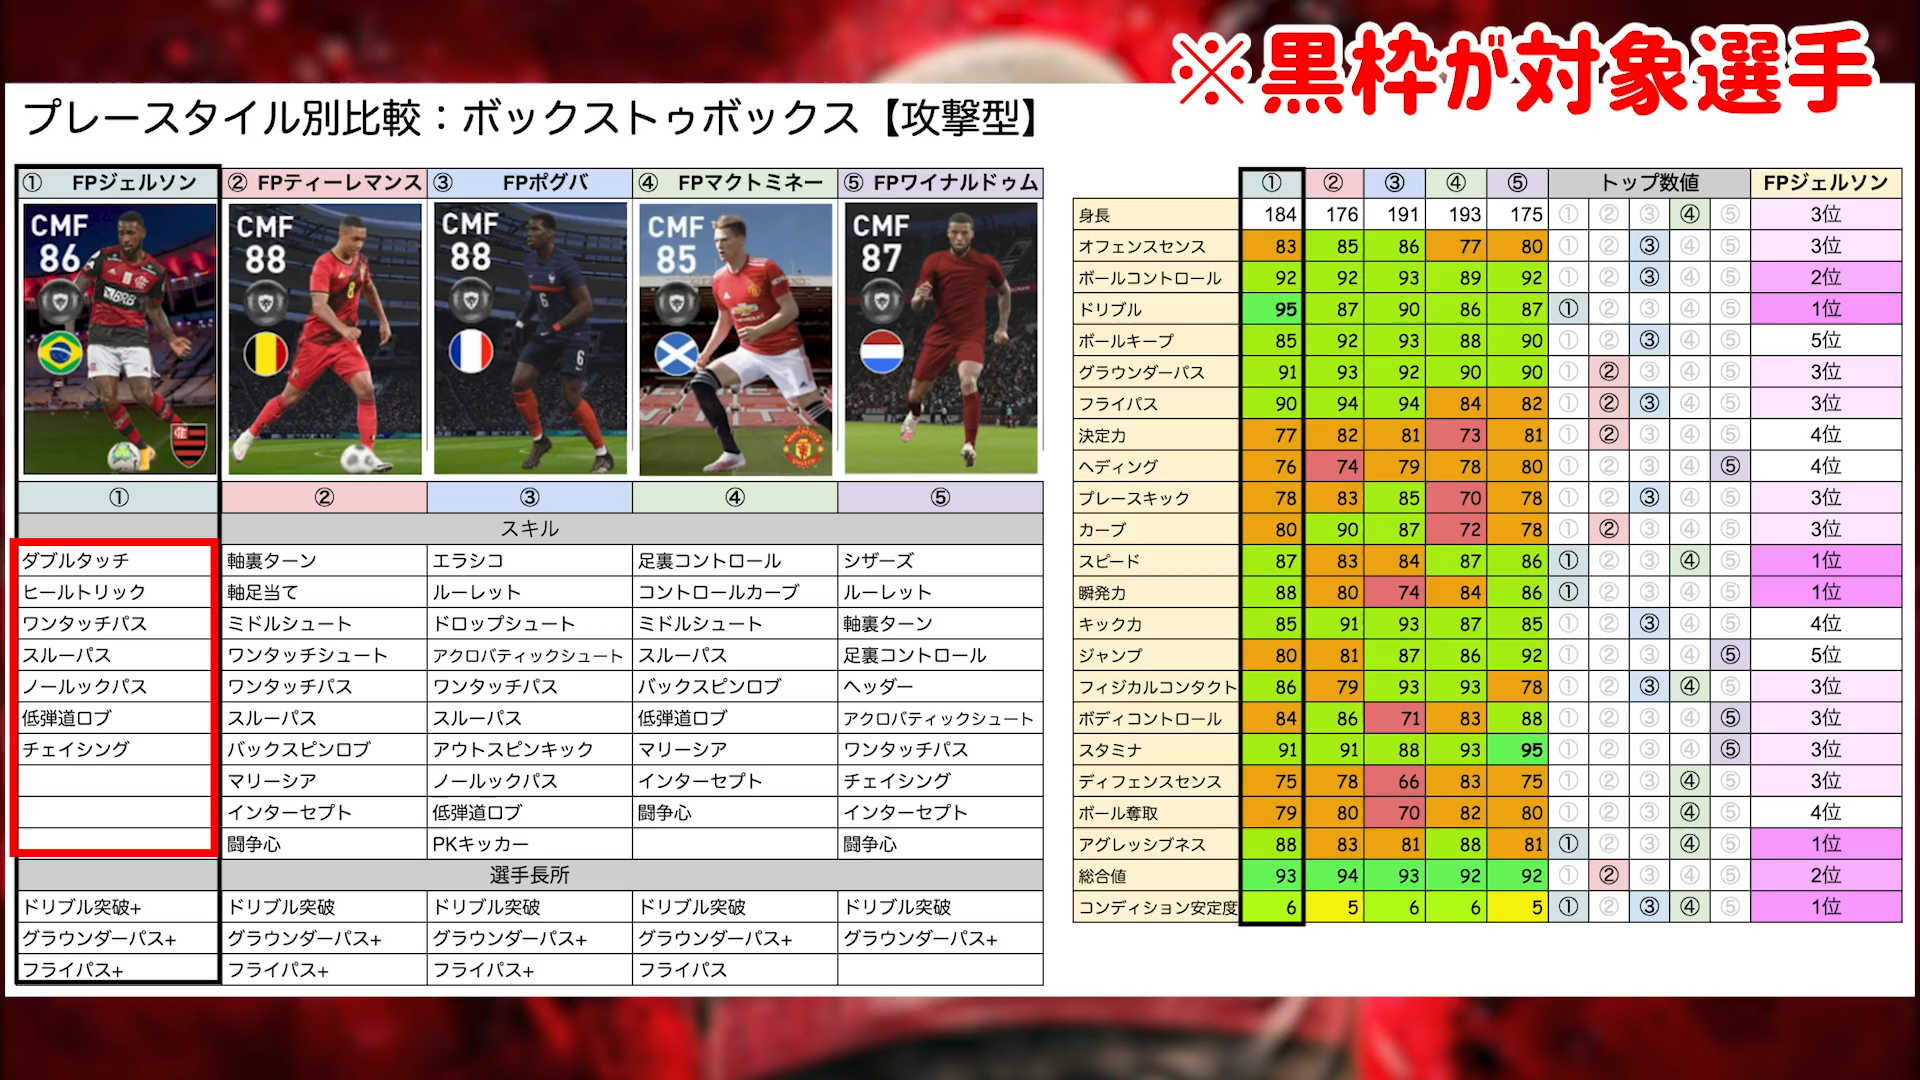 ※黒枠が対象選手
プレースタイル別比較：ボックストゥボックス【攻撃型】
① FPジェルソン ② FPティーレマンス ③ FPポグバ ④ FPマクトミネー ⑤ FPワイナルドゥム
CMF 86 CMF 88 CMF 88 CMF 85 CMF 87
① ② ③ ④ ⑤
スキル
ダブルタッチ 軸裏ターン エラシコ 足裏コントロール シザーズ
ヒールトリック 軸足当て ルーレット コントロールカーブ ルーレット
ワンタッチパス ミドルシュート ドロップシュート ミドルシュート 軸裏ターン
スルーパス ワンタッチシュート アクロバティックシュート スルーパス 足裏コントロール
ノールックパス ワンタッチパス ワンタッチパス バックスピンロブ ヘッダー
低弾道ロブ スルーパス スルーパス 低弾道ロブ アクロバティックシュート
チェイシング バックスピンロブ アウトスピンキック マリーシア ワンタッチパス
マリーシア ノールックパス インターセプト チェイシング
インターセプト 低弾道ロブ 闘争心 インターセプト
闘争心 PKキッカー 闘争心
選手長所
ドリブル突破+ ドリブル突破 ドリブル突破 ドリブル突破 ドリブル突破
グラウンダーパス+ グラウンダーパス+ グラウンダーパス+ グラウンダーパス+ グラウンダーパス+
フライパス+ フライパス+ フライパス+ フライパス
① ② ③ ④ ⑤ トップ数値 FPジェルソン
身長 184 176 191 193 175 ① ② ③ ④ ⑤ 3位
オフェンスセンス 83 85 86 77 80 ① ② ③ ④ ⑤ 3位
ボールコントロール 92 92 93 89 92 ① ② ③ ④ ⑤ 2位
ドリブル 95 87 90 86 87 ① ② ③ ④ ⑤ 1位
ボールキープ 85 92 93 88 90 ① ② ③ ④ ⑤ 5位
グラウンダーパス 91 93 92 90 90 ① ② ③ ④ ⑤ 3位
フライパス 90 94 94 84 82 ① ② ③ ④ ⑤ 3位
決定力 77 82 81 73 81 ① ② ③ ④ ⑤ 4位
ヘディング 76 74 79 78 80 ① ② ③ ④ ⑤ 4位
プレースキック 78 83 85 70 78 ① ② ③ ④ ⑤ 3位
カーブ 80 90 87 72 78 ① ② ③ ④ ⑤ 3位
スピード 87 83 84 87 86 ① ② ③ ④ ⑤ 1位
瞬発力 88 80 74 84 86 ① ② ③ ④ ⑤ 1位
キック力 85 91 93 87 85 ① ② ③ ④ ⑤ 4位
ジャンプ 80 81 87 86 92 ① ② ③ ④ ⑤ 5位
フィジカルコンタクト 86 79 93 93 78 ① ② ③ ④ ⑤ 3位
ボディコントロール 84 86 71 83 88 ① ② ③ ④ ⑤ 3位
スタミナ 91 91 88 93 95 ① ② ③ ④ ⑤ 3位
ディフェンスセンス 75 78 66 83 75 ① ② ③ ④ ⑤ 3位
ボール奪取 79 80 70 82 80 ① ② ③ ④ ⑤ 4位
アグレッシブネス 88 83 81 88 81 ① ② ③ ④ ⑤ 1位
総合値 93 94 93 92 92 ① ② ③ ④ ⑤ 2位
コンディション安定度 6 5 6 6 5 ① ② ③ ④ ⑤ 1位